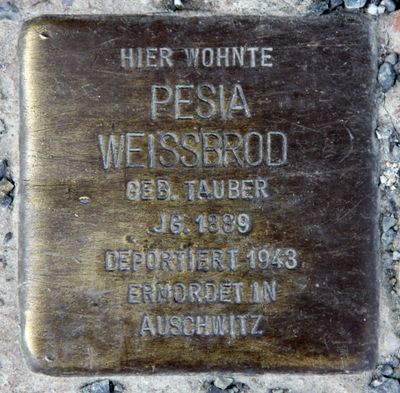 HIER WOHNTE
PESIA
WEISSBROD
GEB. TAUBER
JG. 1889
DEPORTIERT 1943
ERMORDET IN
AUSCHWITZ